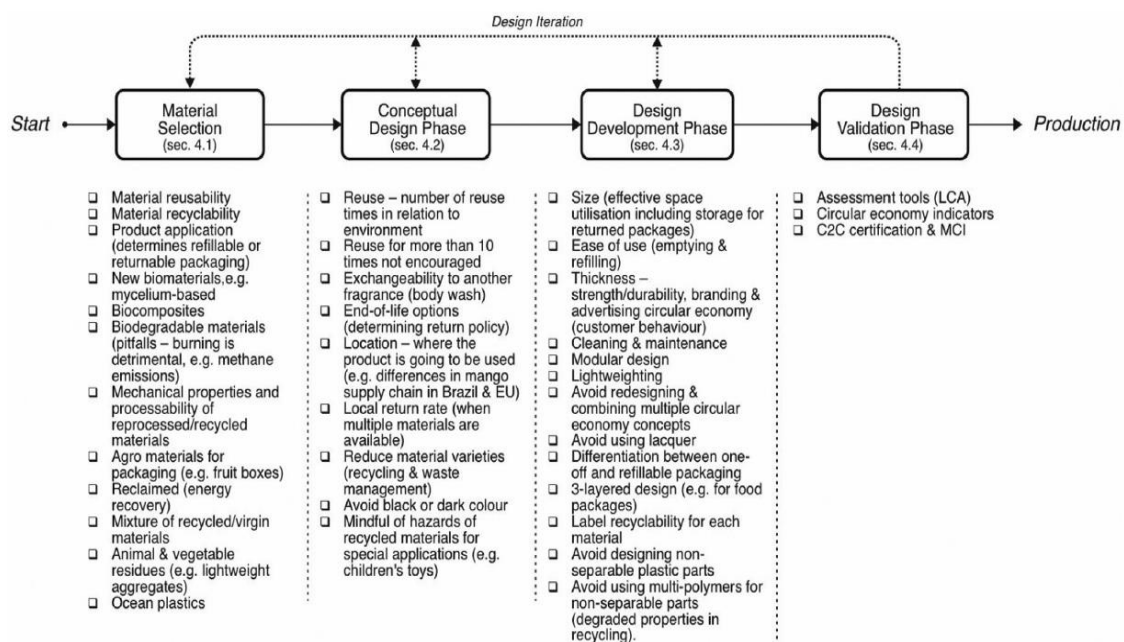 Design Iteration
Start
Material
Selection
(sec. 4.1)
Conceptual
Design Phase
(sec. 4.2)
Design
Development Phase
(sec. 4.3)
Design
Validation Phase
(sec. 4.4)
Production
❑ Material reusability
❑ Material recyclability
❑ Product application
(determines refillable or
returnable packaging)
❑ New biomaterials,e.g.
mycelium-based
❑ Biocomposites
❑ Biodegradable materials
(pitfalls – burning is
detrimental, e.g. methane
emissions)
❑ Mechanical properties and
processability of
reprocessed/recycled
materials
❑ Agro materials for
packaging (e.g. fruit boxes)
❑ Reclaimed (energy
recovery)
❑ Mixture of recycled/virgin
materials
❑ Animal & vegetable
residues (e.g. lightweight
aggregates)
❑ Ocean plastics
❑ Reuse – number of reuse
times in relation to
environment
❑ Reuse for more than 10
times not encouraged
❑ Exchangeability to another
fragrance (body wash)
❑ End-of-life options
(determining return policy)
❑ Location – where the
product is going to be used
(e.g. differences in mango
supply chain in Brazil & EU)
❑ Local return rate (when
multiple materials are
available)
❑ Reduce material varieties
(recycling & waste
management)
❑ Avoid black or dark colour
❑ Mindful of hazards of
recycled materials for
special applications (e.g.
children's toys)
❑ Size (effective space
utilisation including storage for
returned packages)
❑ Ease of use (emptying &
refilling)
❑ Thickness –
strength/durability, branding &
advertising circular economy
(customer behaviour)
❑ Cleaning & maintenance
❑ Modular design
❑ Lightweighting
❑ Avoid redesigning &
combining multiple circular
economy concepts
❑ Avoid using lacquer
❑ Differentiation between one-
off and refillable packaging
❑ 3-layered design (e.g. for food
packages)
❑ Label recyclability for each
material
❑ Avoid designing non-
separable plastic parts
❑ Avoid using multi-polymers for
non-separable parts
(degraded properties in
recycling).
❑ Assessment tools (LCA)
❑ Circular economy indicators
❑ C2C certification & MCI